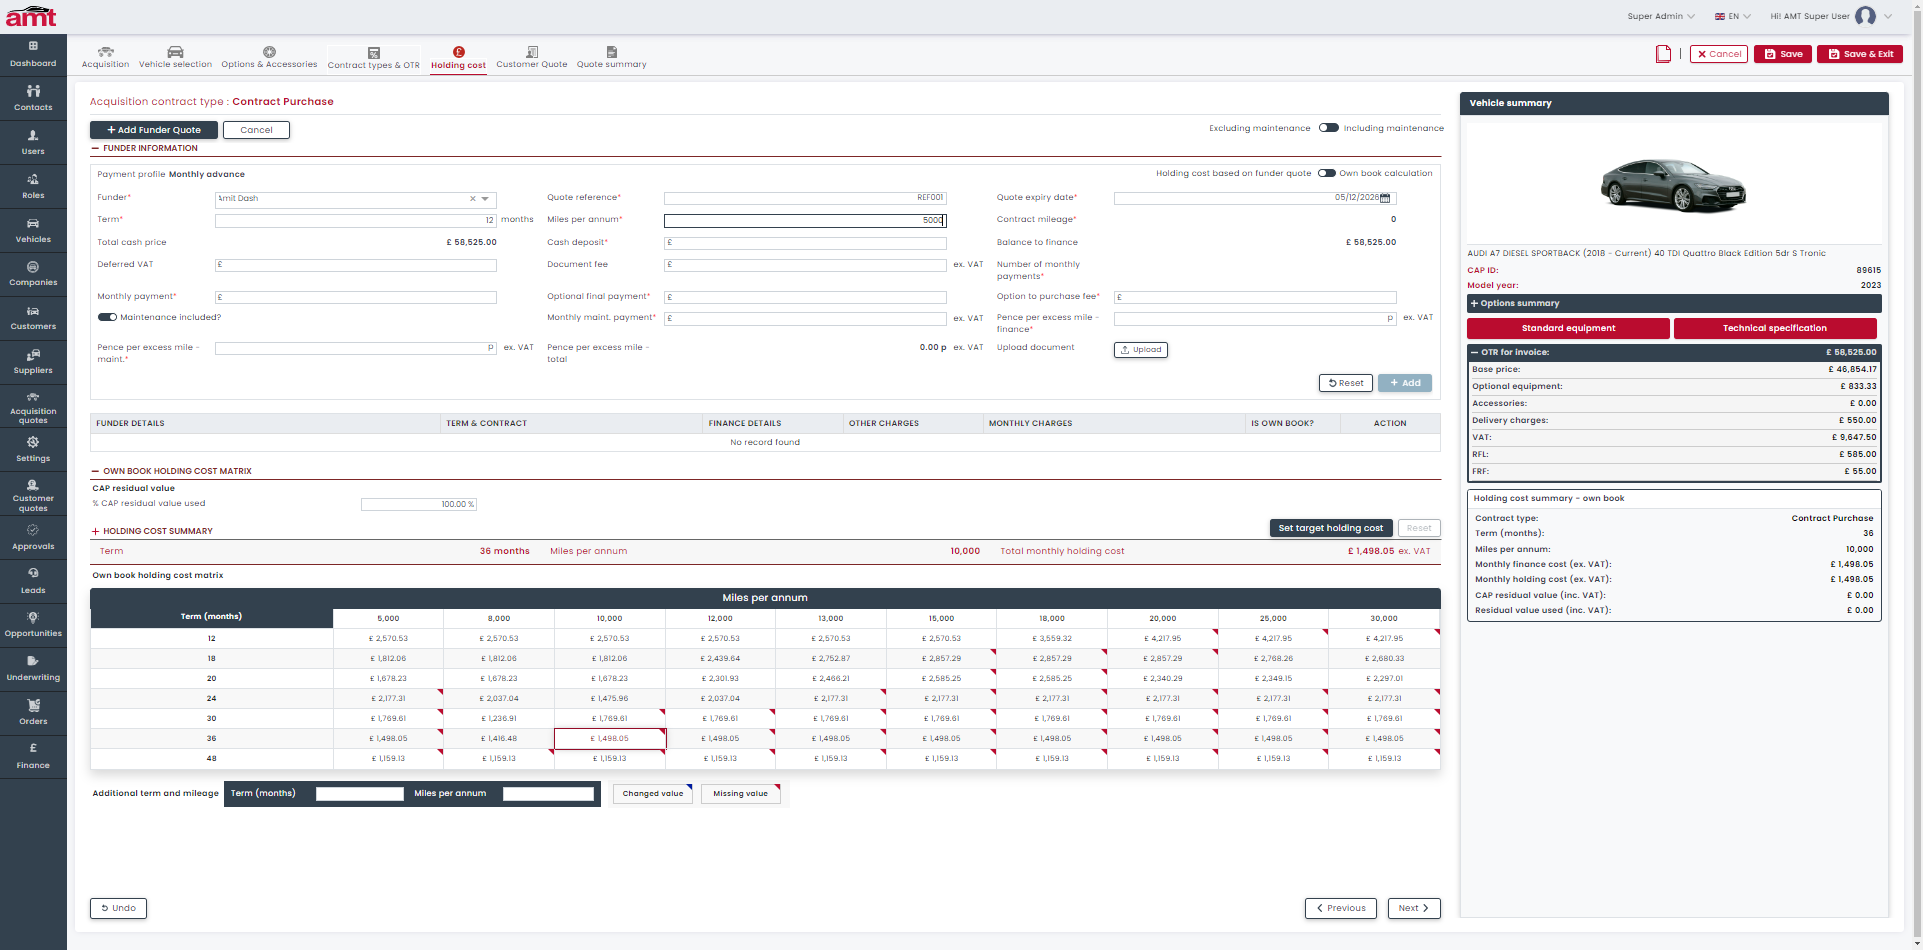 amt
Super Admin EN Hi! AMT Super User
Dashboard
Contacts
Users
Roles
Vehicles
Companies
Customers
Suppliers
Acquisition quotes
Settings
Customer quotes
Approvals
Leads
Opportunities
Underwriting
Orders
Finance
Acquisition Vehicle selection Options & Accessories Contract types & OTR Holding cost Customer Quote Quote summary
Cancel Save Save & Exit
Acquisition contract type : Contract Purchase
+ Add Funder Quote Cancel
Excluding maintenance Including maintenance
FUNDER INFORMATION
Payment profile Monthly advance
Holding cost based on funder quote Own book calculation
Funder* Amit Dash Quote reference* REF001 Quote expiry date* 05/12/2026
Term* 12 months Miles per annum* 5000 Contract mileage* 0
Total cash price £ 58,525.00 Cash deposit* £ Balance to finance £ 58,525.00
Deferred VAT £ Document fee £ ex. VAT Number of monthly payments*
Monthly payment* £ Optional final payment* £ Option to purchase fee* £
Maintenance included? Monthly maint. payment* £ ex. VAT Pence per excess mile - finance* p ex. VAT
Pence per excess mile - maint.* p ex. VAT Pence per excess mile - total 0.00 p ex. VAT Upload document Upload
Reset + Add
FUNDER DETAILS TERM & CONTRACT FINANCE DETAILS OTHER CHARGES MONTHLY CHARGES IS OWN BOOK? ACTION
No record found
OWN BOOK HOLDING COST MATRIX
CAP residual value
% CAP residual value used 100.00 %
+ HOLDING COST SUMMARY Set target holding cost Reset
Term 36 months Miles per annum 10,000 Total monthly holding cost £ 1,498.05 ex. VAT
Own book holding cost matrix
Miles per annum
Term (months) 5,000 8,000 10,000 12,000 13,000 15,000 18,000 20,000 25,000 30,000
12 £ 2,570.53 £ 2,570.53 £ 2,570.53 £ 2,570.53 £ 2,570.53 £ 2,570.53 £ 3,559.32 £ 4,217.95 £ 4,217.95 £ 4,217.95
18 £ 1,812.06 £ 1,812.06 £ 1,812.06 £ 2,439.64 £ 2,752.87 £ 2,857.29 £ 2,857.29 £ 2,857.29 £ 2,768.26 £ 2,680.33
20 £ 1,678.23 £ 1,678.23 £ 1,678.23 £ 2,301.93 £ 2,466.21 £ 2,585.25 £ 2,585.25 £ 2,340.29 £ 2,349.15 £ 2,297.01
24 £ 2,177.31 £ 2,037.04 £ 1,475.96 £ 2,037.04 £ 2,177.31 £ 2,177.31 £ 2,177.31 £ 2,177.31 £ 2,177.31 £ 2,177.31
30 £ 1,769.61 £ 1,236.91 £ 1,769.61 £ 1,769.61 £ 1,769.61 £ 1,769.61 £ 1,769.61 £ 1,769.61 £ 1,769.61 £ 1,769.61
36 £ 1,498.05 £ 1,416.48 £ 1,498.05 £ 1,498.05 £ 1,498.05 £ 1,498.05 £ 1,498.05 £ 1,498.05 £ 1,498.05 £ 1,498.05
48 £ 1,159.13 £ 1,159.13 £ 1,159.13 £ 1,159.13 £ 1,159.13 £ 1,159.13 £ 1,159.13 £ 1,159.13 £ 1,159.13 £ 1,159.13
Additional term and mileage Term (months) Miles per annum Changed value Missing value
Undo Previous Next
Vehicle summary
AUDI A7 DIESEL SPORTBACK (2018 - Current) 40 TDI Quattro Black Edition 5dr S Tronic
CAP ID: 89615
Model year: 2023
+ Options summary
Standard equipment Technical specification
OTR for invoice: £ 58,525.00
Base price: £ 46,854.17
Optional equipment: £ 833.33
Accessories: £ 0.00
Delivery charges: £ 550.00
VAT: £ 9,647.50
RFL: £ 585.00
FRF: £ 55.00
Holding cost summary - own book
Contract type: Contract Purchase
Term (months): 36
Miles per annum: 10,000
Monthly finance cost (ex. VAT): £ 1,498.05
Monthly holding cost (ex. VAT): £ 1,498.05
CAP residual value (inc. VAT): £ 0.00
Residual value used (inc. VAT): £ 0.00